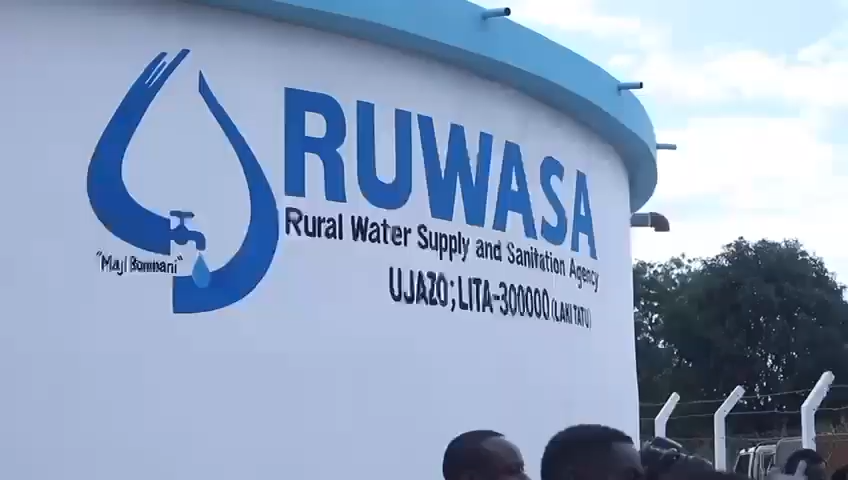 RUWASA
Rural Water Supply and Sanitation Agency
"Maji Bombani"
UJAZO; LITA-300000 (LAKI TATU)